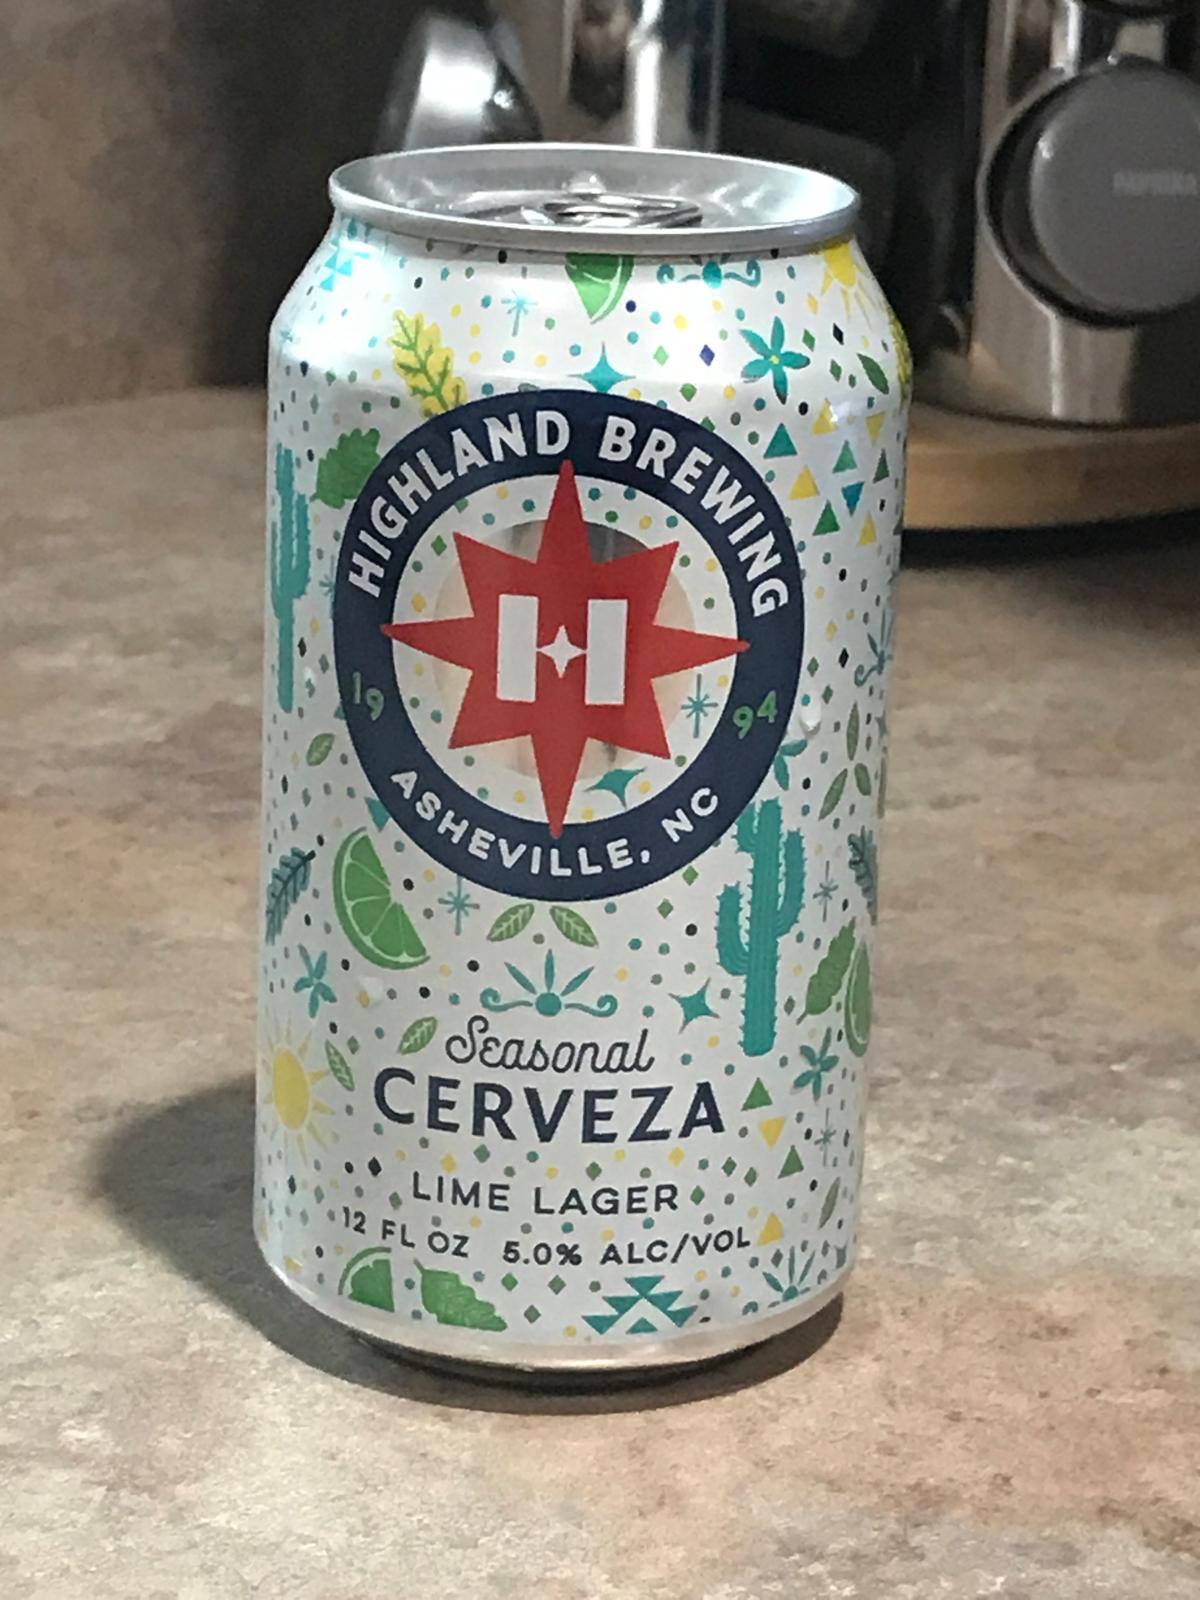 HIGHLAND BREWING
19 94
ASHEVILLE, NC
H
Seasonal
CERVEZA
LIME LAGER
12 FL OZ 5.0% ALC/VOL